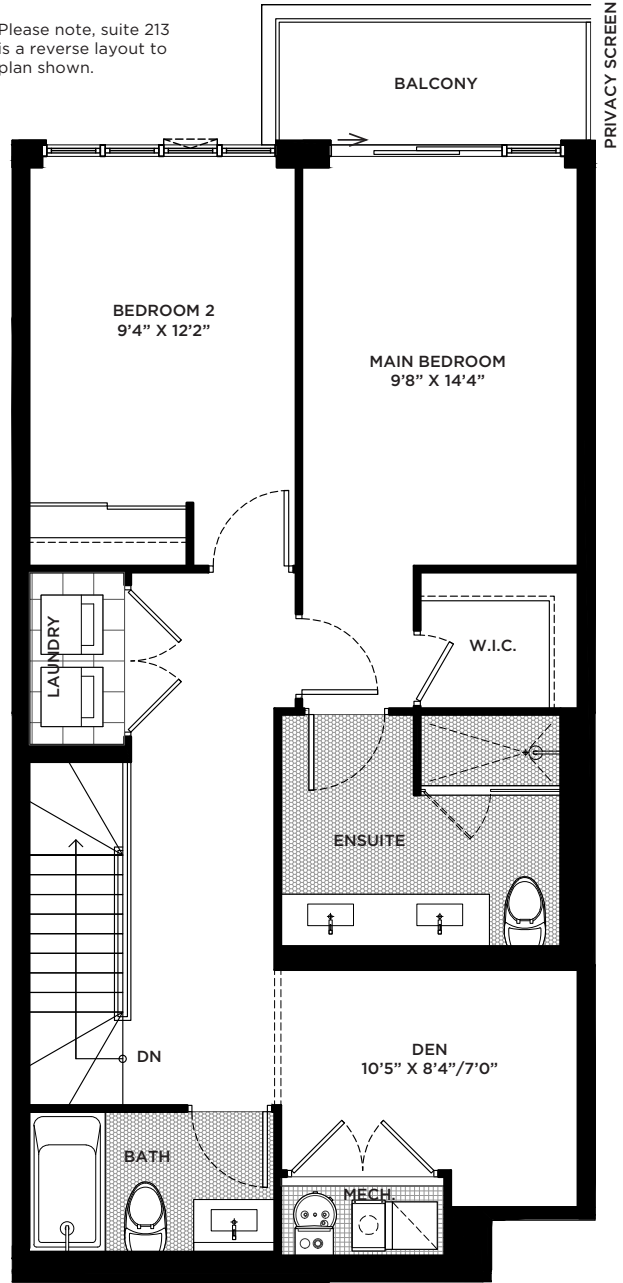 Please note, suite 213
is a reverse layout to
plan shown.
PRIVACY SCREEN
BALCONY
BEDROOM 2
9’4” X 12’2”
MAIN BEDROOM
9’8” X 14’4”
LAUNDRY
W.I.C.
ENSUITE
DN
DEN
10’5” X 8’4”/7’0”
BATH
MECH.